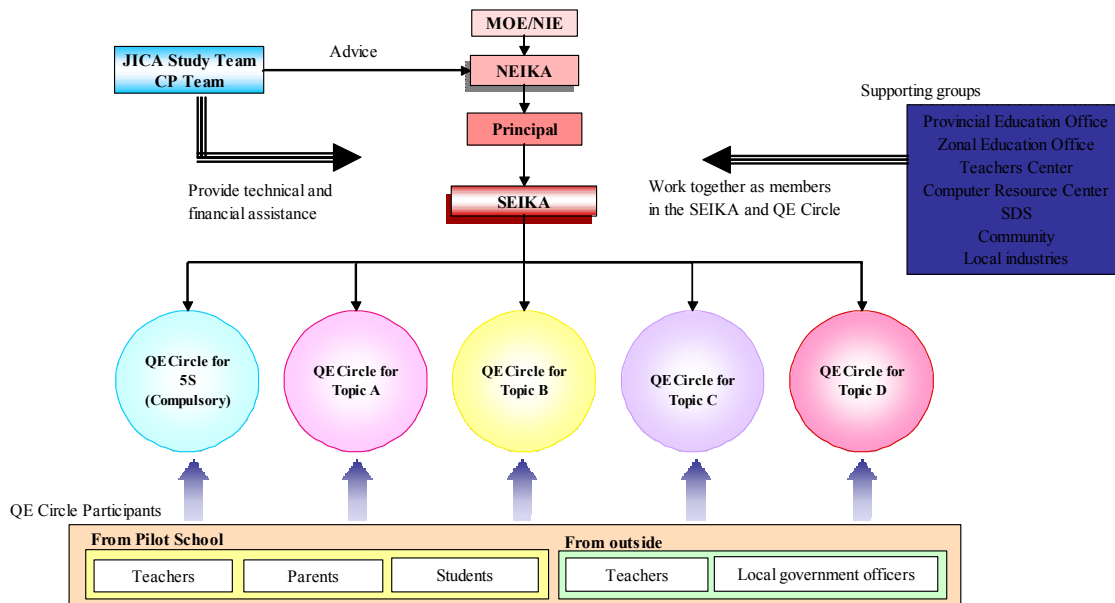 MOE/NIE
JICA Study Team
CP Team
Advice
NEIKA
Supporting groups
Principal
Provincial Education Office
Zonal Education Office
Teachers Center
Computer Resource Center
SDS
Community
Local industries
Provide technical and
financial assistance
SEIKA
Work together as members
in the SEIKA and QE Circle
QE Circle for
5S
(Compulsory)
QE Circle for
Topic A
QE Circle for
Topic B
QE Circle for
Topic C
QE Circle for
Topic D
QE Circle Participants
From Pilot School
Teachers
Parents
Students
From outside
Teachers
Local government officers